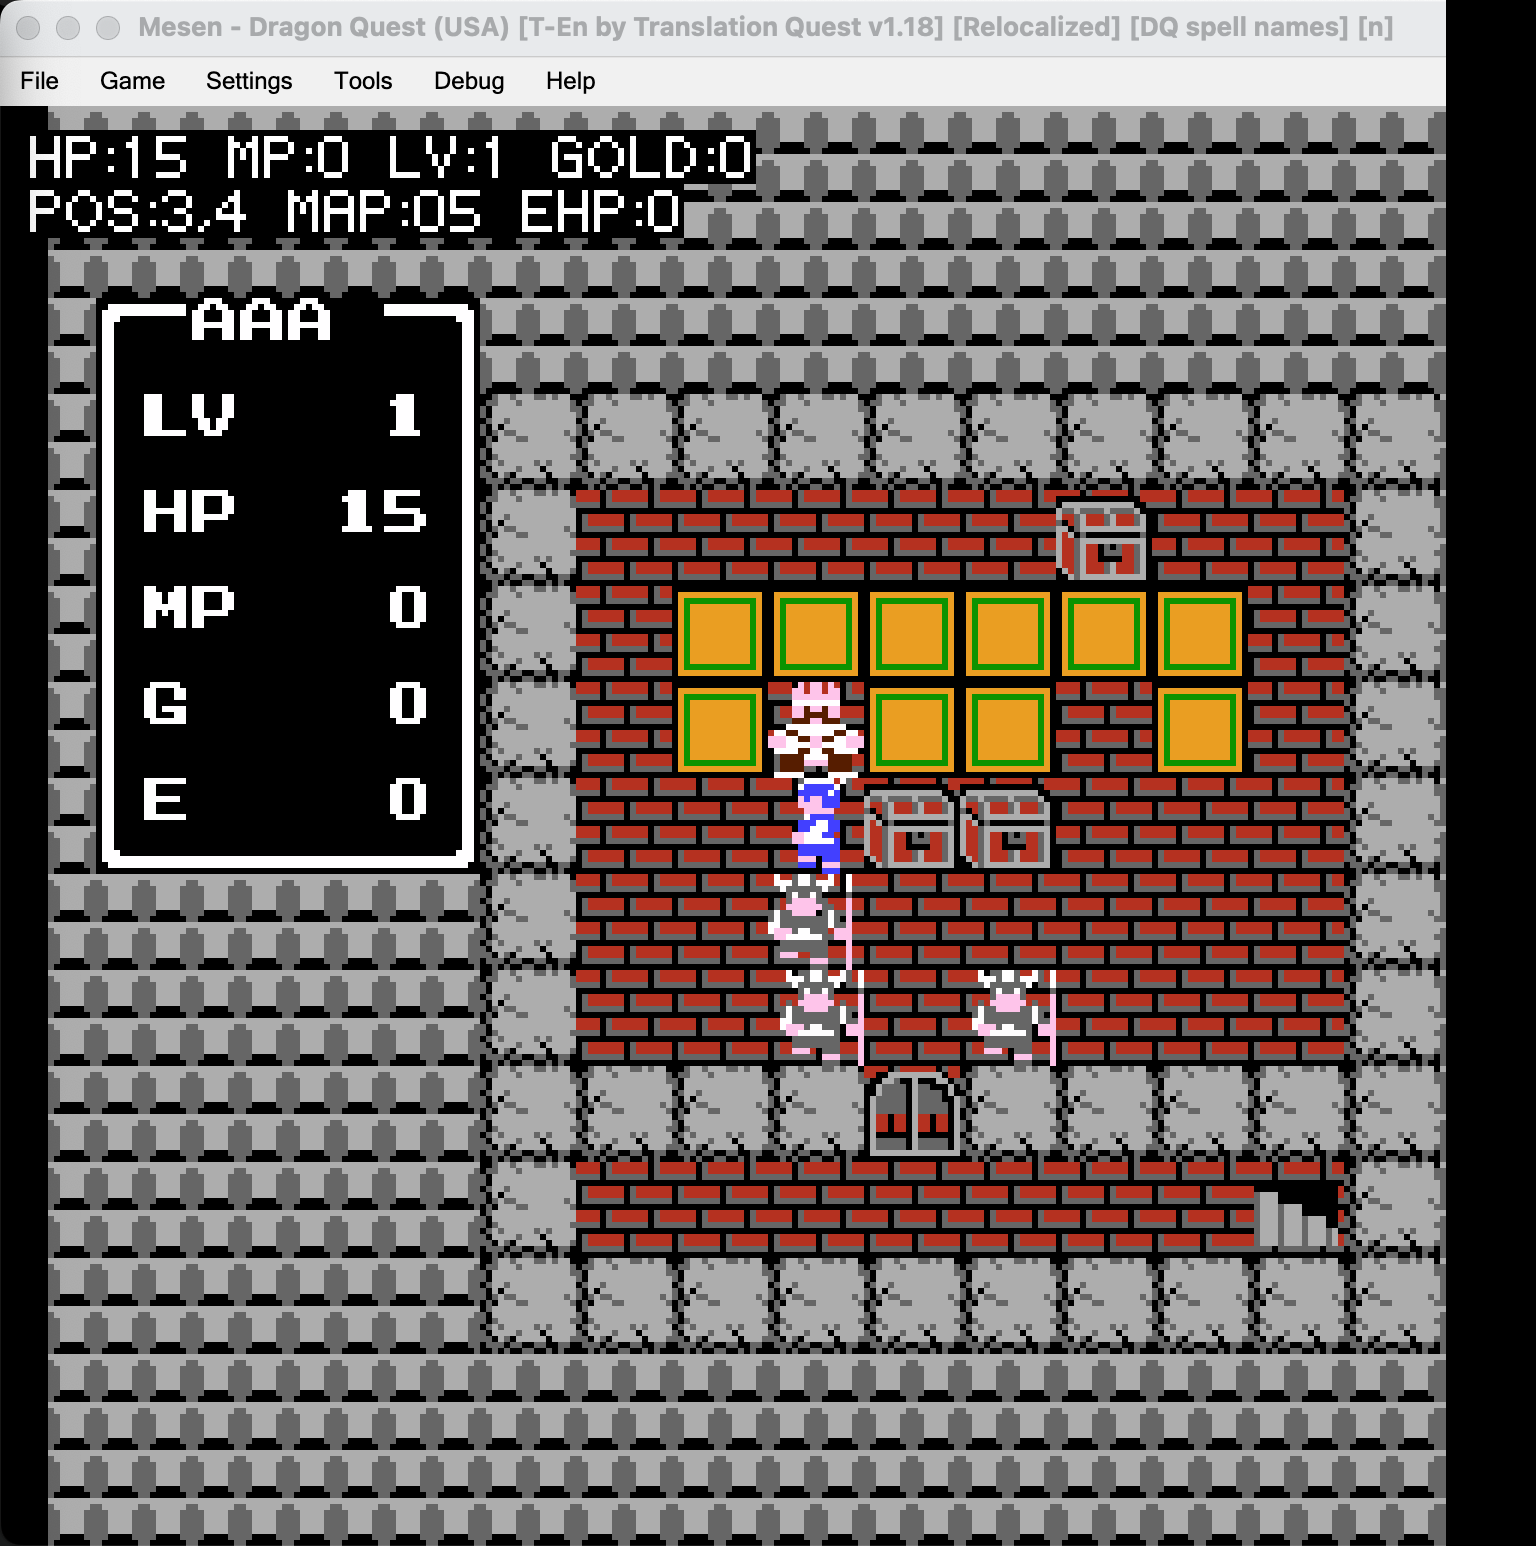 Mesen - Dragon Quest (USA) [T-En by Translation Quest v1.18] [Relocalized] [DQ spell names] [n]
File Game Settings Tools Debug Help
HP:15 MP:0 LV:1 GOLD:0
POS:3,4 MAP:05 EHP:0
AAA
LV 1
HP 15
MP 0
G 0
E 0